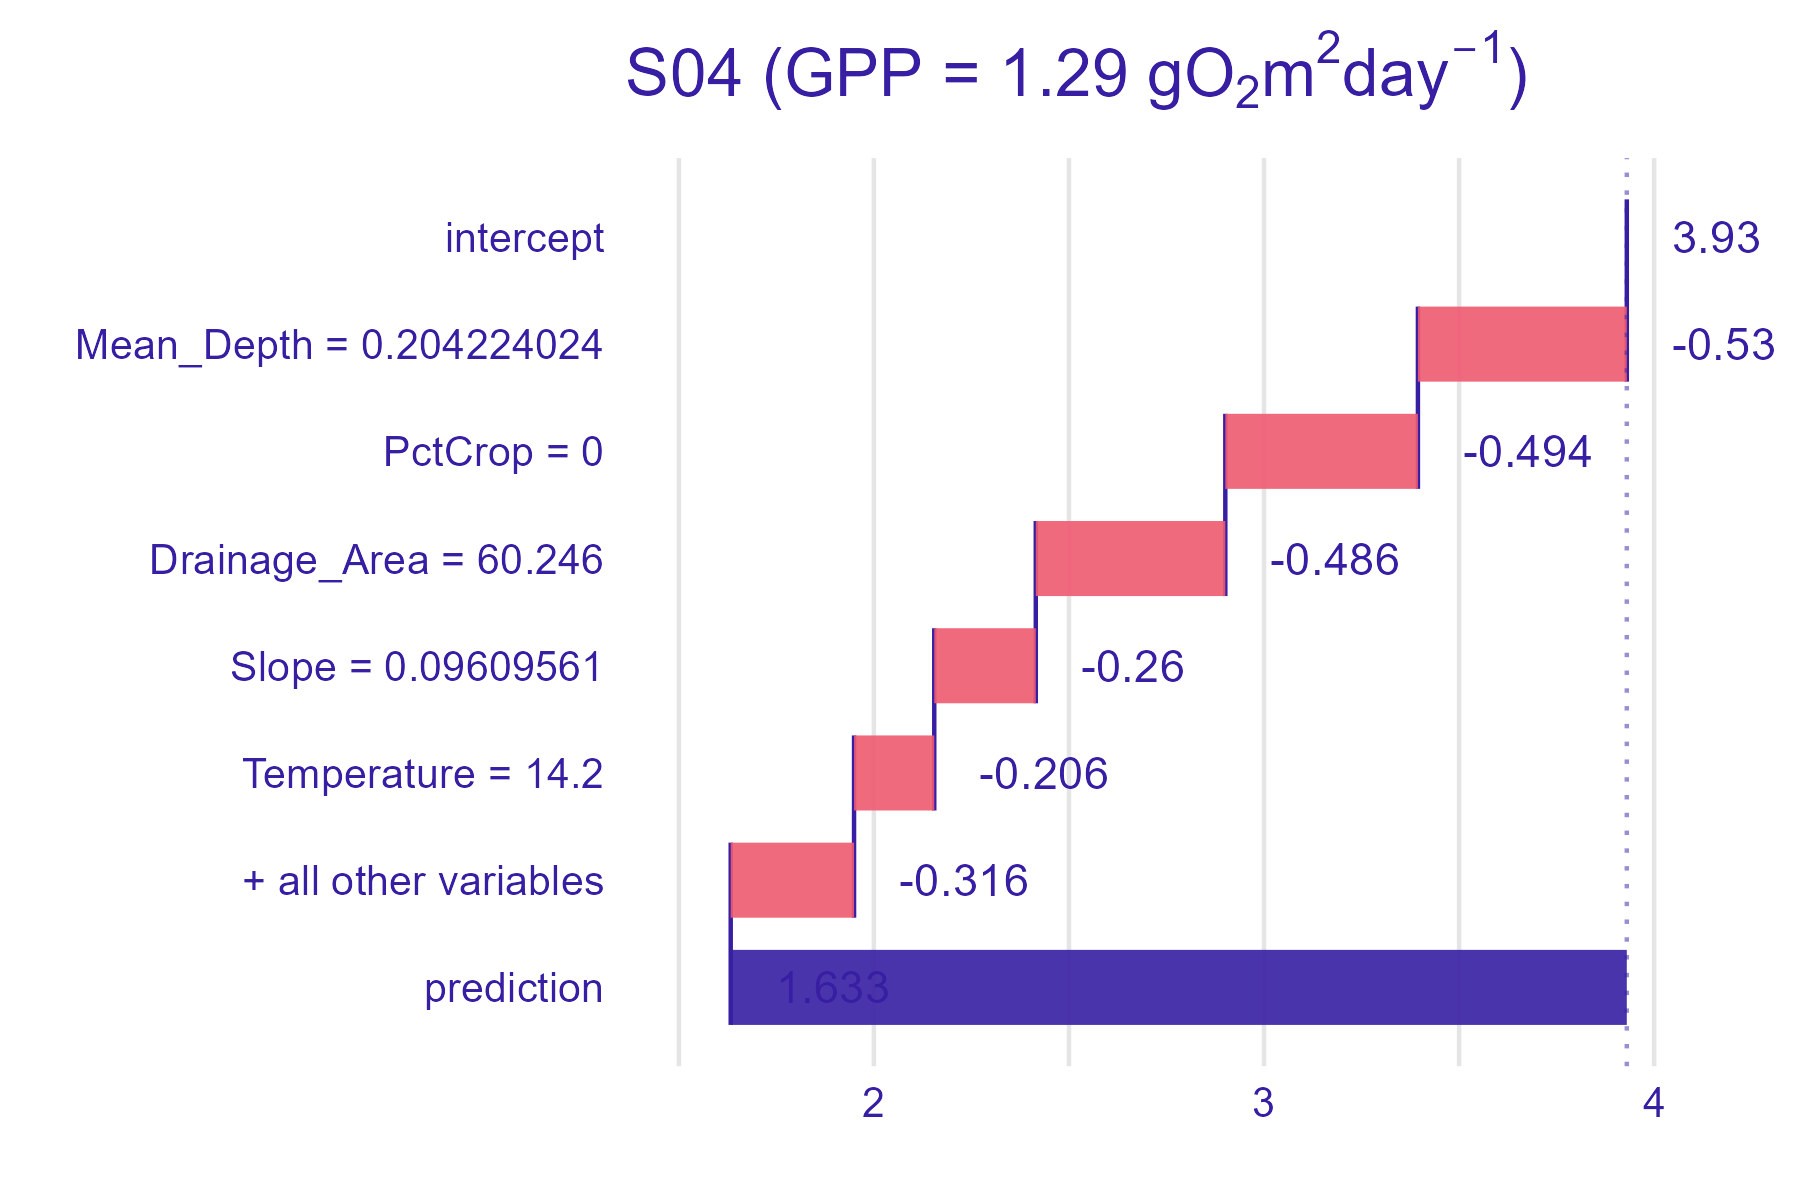 S04 (GPP = 1.29 gO₂m²day⁻¹)
intercept 3.93
Mean_Depth = 0.204224024 -0.53
PctCrop = 0 -0.494
Drainage_Area = 60.246 -0.486
Slope = 0.09609561 -0.26
Temperature = 14.2 -0.206
+ all other variables -0.316
prediction 1.633
2 3 4